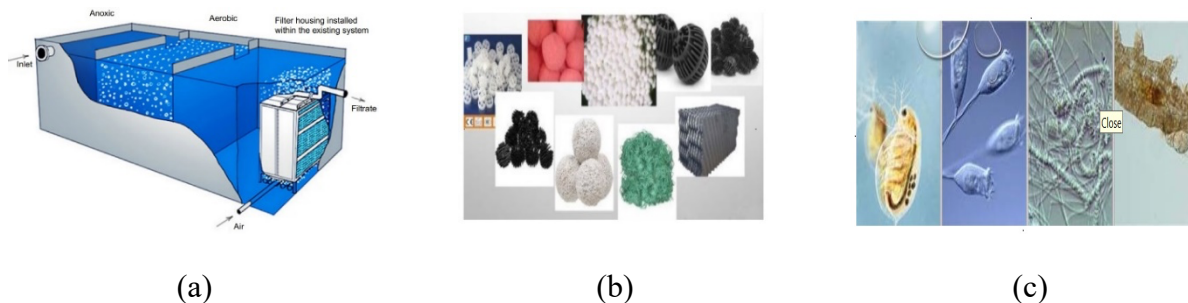 Anoxic
Aerobic
Filter housing installed
within the existing system
Inlet
Filtrate
Air
Close
(a)
(b)
(c)